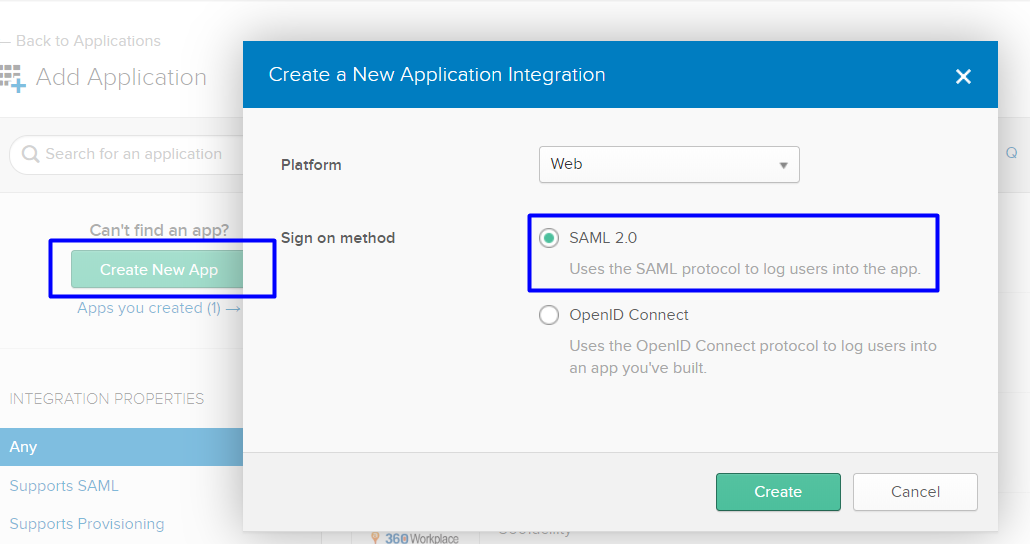 ← Back to Applications
Add Application
Search for an application
Q
Can't find an app?
Create New App
Apps you created (1) →
INTEGRATION PROPERTIES
Any
Supports SAML
Supports Provisioning
Create a New Application Integration
Platform
Web
Sign on method
SAML 2.0
Uses the SAML protocol to log users into the app.
OpenID Connect
Uses the OpenID Connect protocol to log users into
an app you've built.
Create
Cancel
360 Workplace